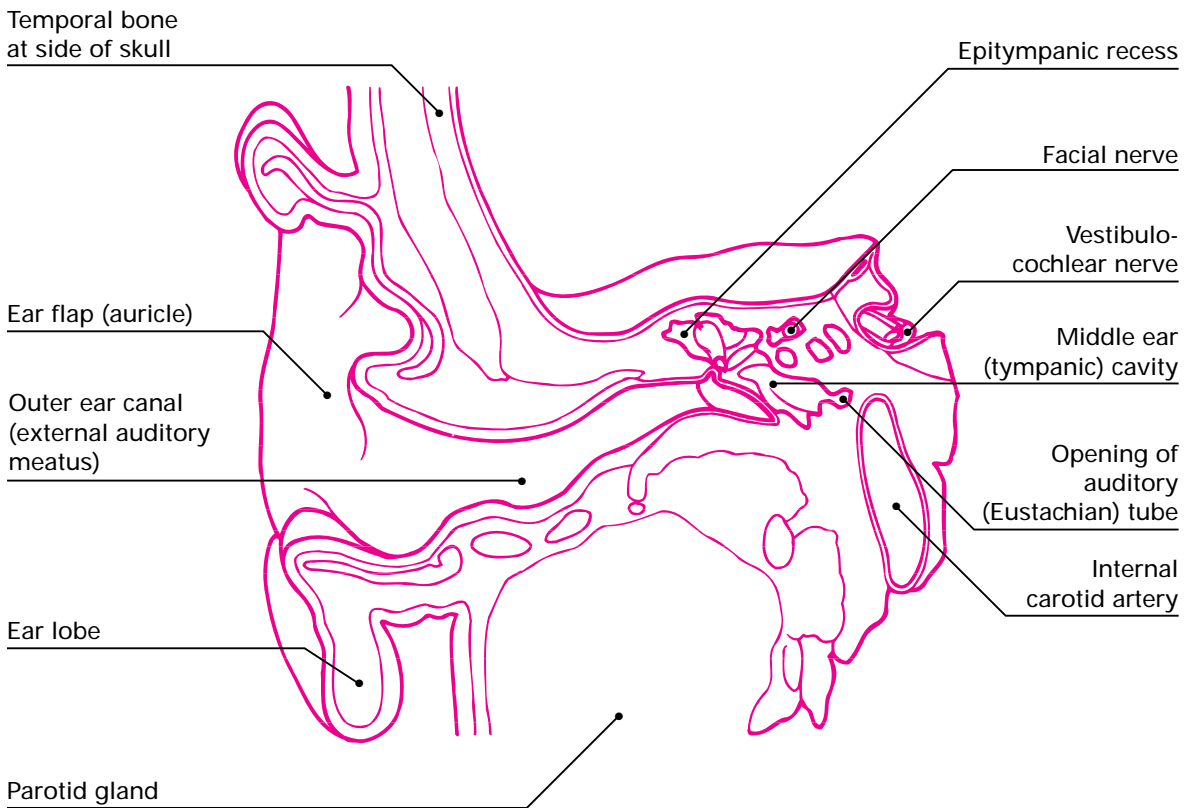 Temporal bone
at side of skull
Ear flap (auricle)
Outer ear canal
(external auditory
meatus)
Ear lobe
Parotid gland
Epitympanic recess
Facial nerve
Vestibulo-
cochlear nerve
Middle ear
(tympanic) cavity
Opening of
auditory
(Eustachian) tube
Internal
carotid artery